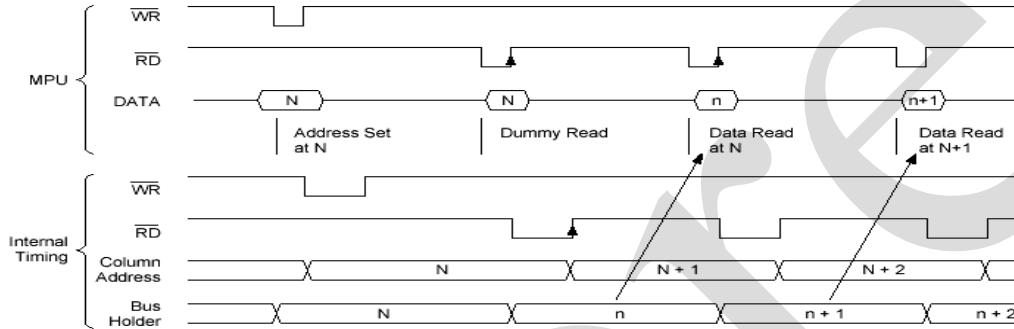 WR
RD
MPU
DATA
N
N
n
n+1
Address Set
at N
Dummy Read
Data Read
at N
Data Read
at N+1
WR
RD
Internal
Timing
Column
Address
N
N + 1
N + 2
Bus
Holder
N
n
n + 1
n + 2